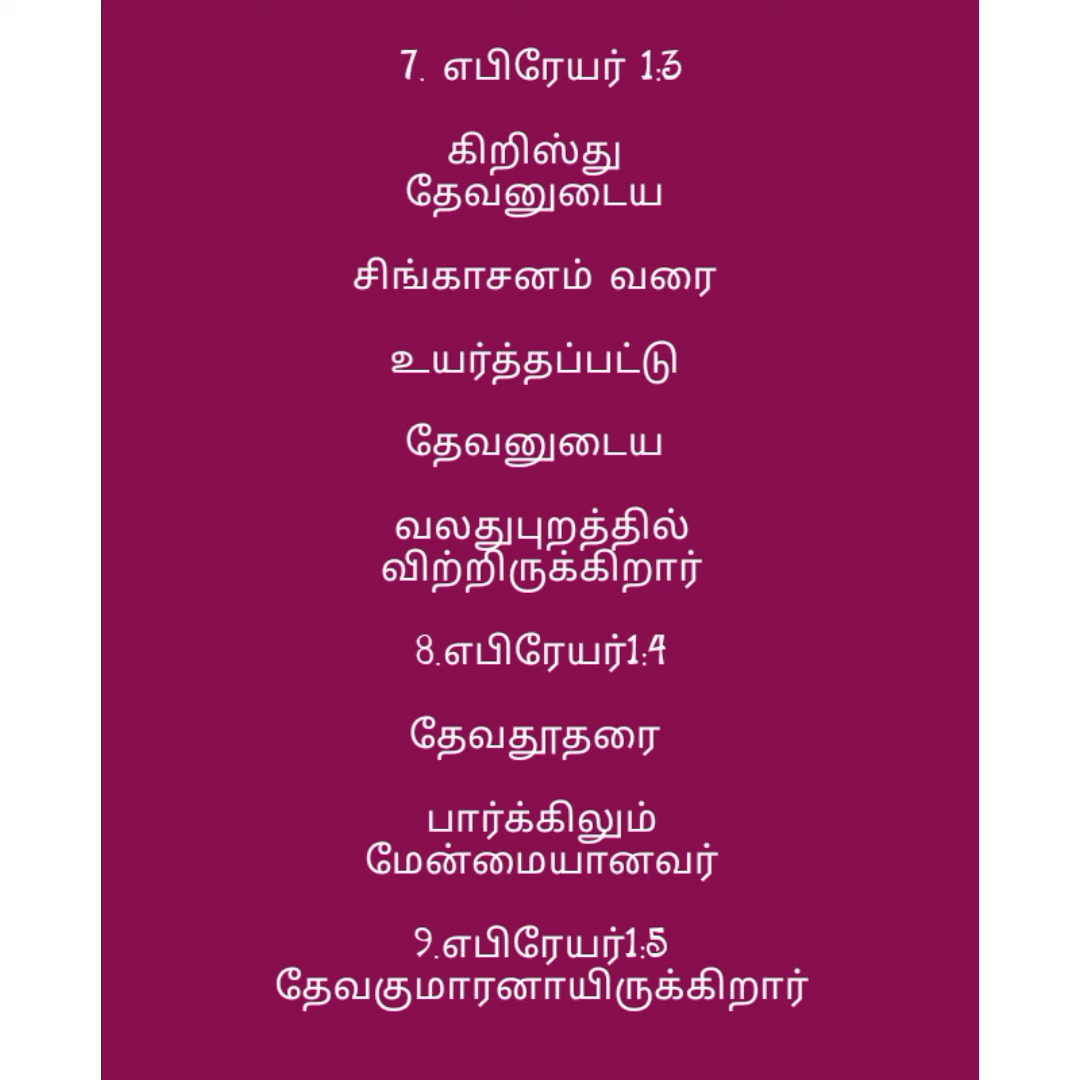 7. எபிரேயர் 1:3
கிறிஸ்து
தேவனுடைய
சிங்காசனம் வரை
உயர்த்தப்பட்டு
தேவனுடைய
வலதுபுறத்தில்
விற்றிருக்கிறார்
8.எபிரேயர்1:4
தேவதூதரை
பார்க்கிலும்
மேன்மையானவர்
9.எபிரேயர்1:5
தேவகுமாரனாயிருக்கிறார்